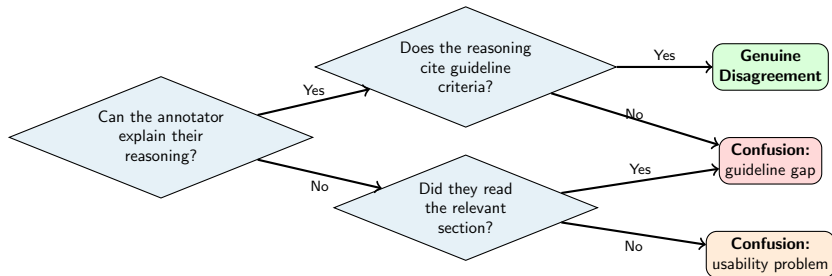 Can the annotator
explain their
reasoning?
Yes
No
Does the reasoning
cite guideline
criteria?
Yes
No
Did they read
the relevant
section?
Yes
No
Genuine
Disagreement
Confusion:
guideline gap
Confusion:
usability problem